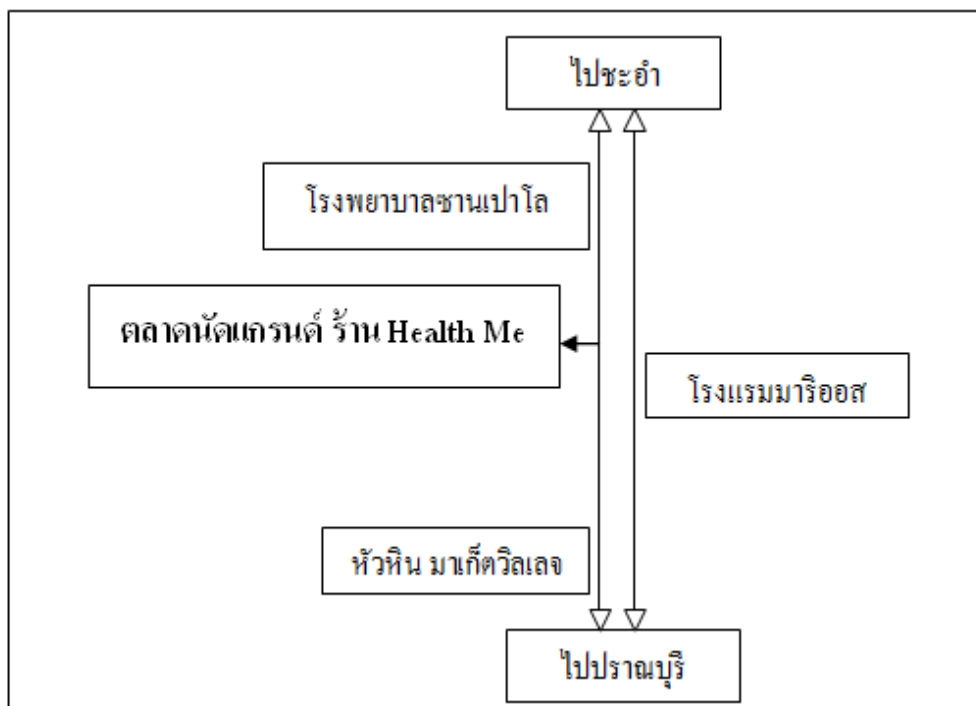 ไปชะอำ
โรงพยาบาลซานเปาโล
ตลาดนัดแกรนด์ ร้าน Health Me
โรงแรมมาริออส
หัวหิน มาเก็ตวิลเลจ
ไปปราณบุรี